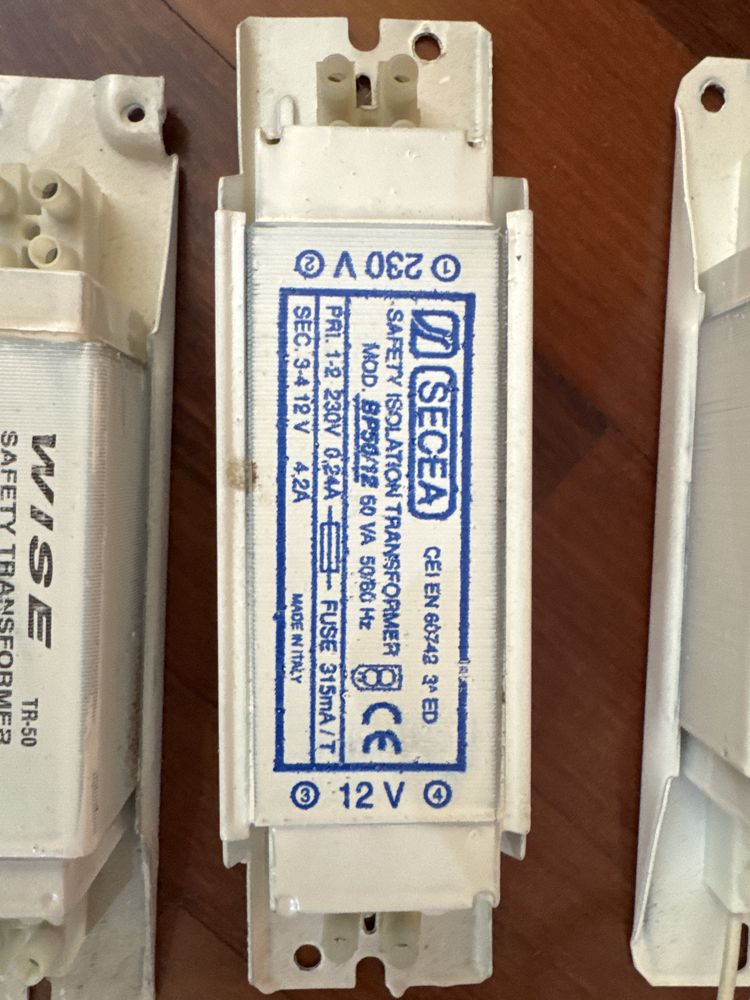 ① 230 V ②
SECEA
CEI EN 60742 3ª ED
SAFETY ISOLATION TRANSFORMER
MOD. BP50/12 50 VA 50/60 Hz
CE
PRI. 1-2 230V 0.24A FUSE 315mA/T
SEC. 3-4 12 V 4,2A
MADE IN ITALY
③ 12 V ④
WISE
TR-50
SAFETY TRANSFORMER